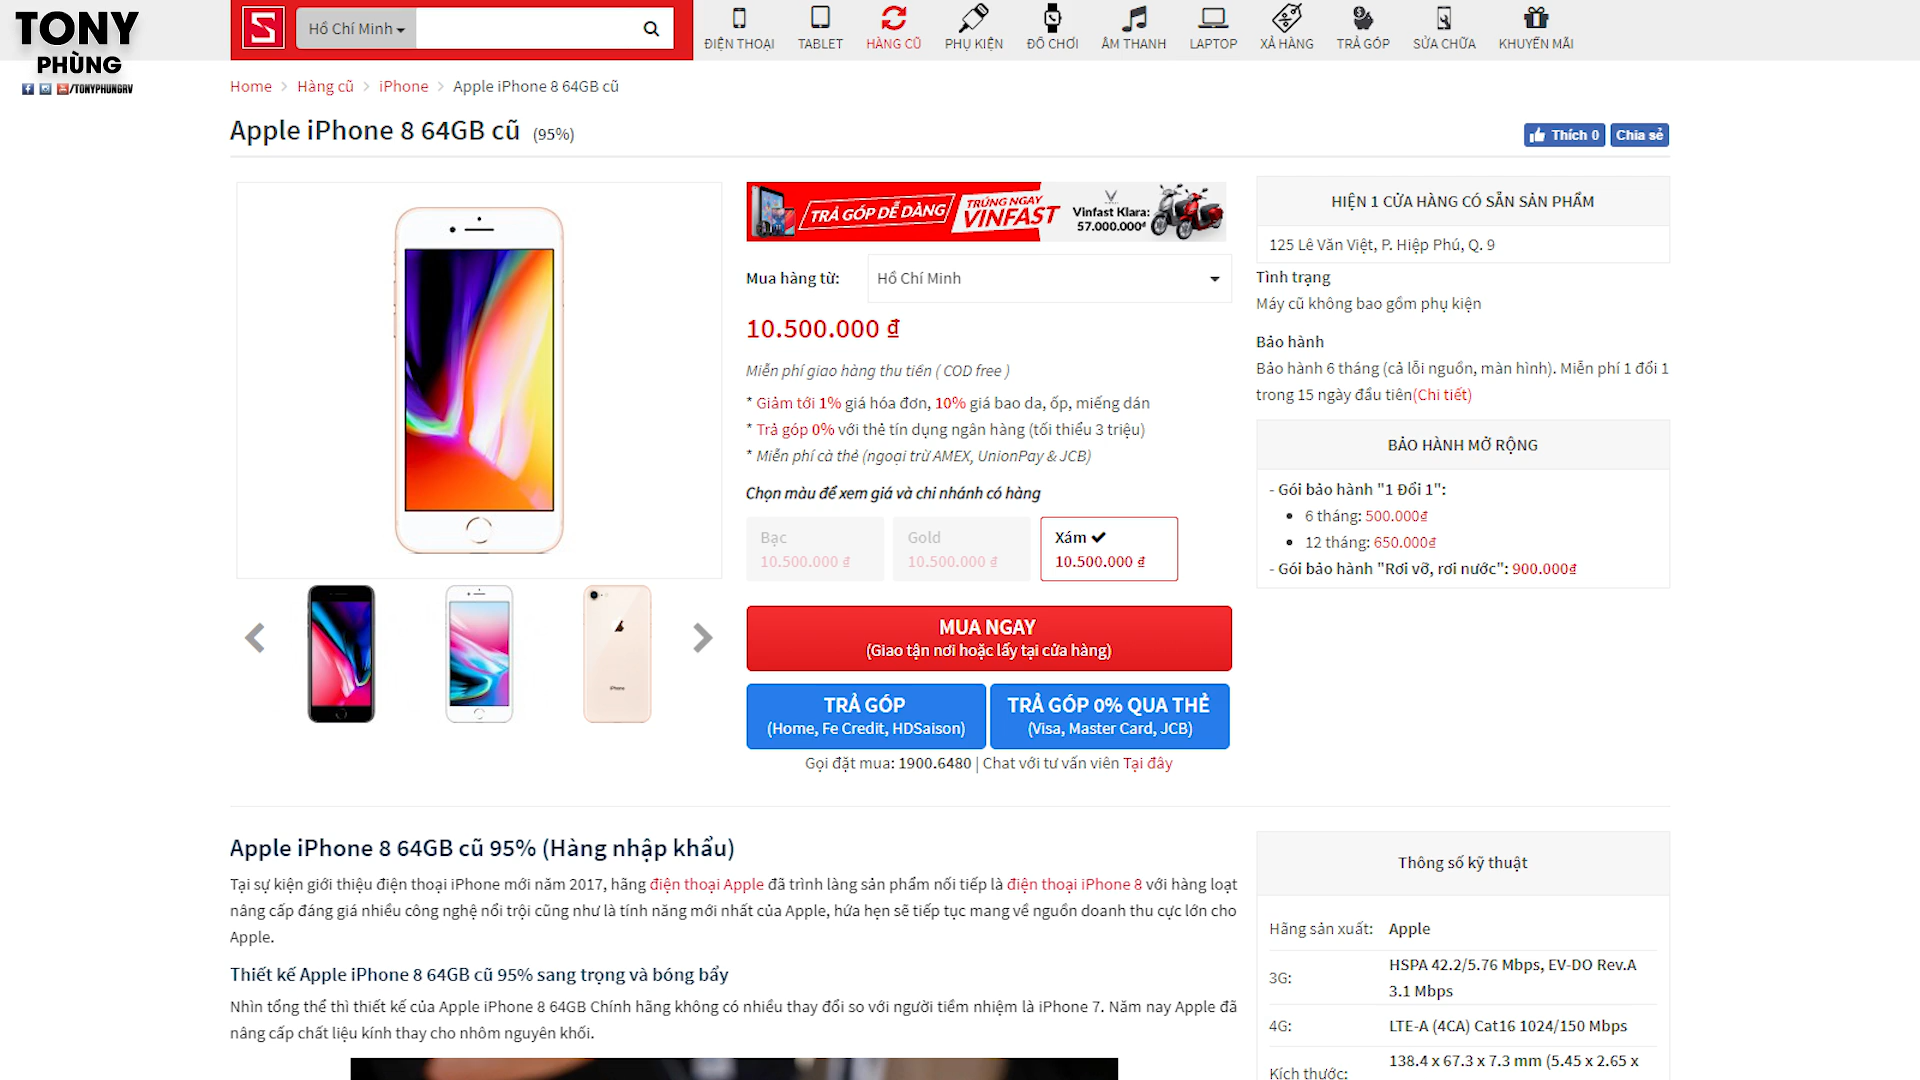 TONY
PHÙNG
/TONYPHUNGRV
S
Hồ Chí Minh
ĐIỆN THOẠI
TABLET
HÀNG CŨ
PHỤ KIỆN
ĐỒ CHƠI
ÂM THANH
LAPTOP
XẢ HÀNG
TRẢ GÓP
SỬA CHỮA
KHUYẾN MÃI
Home > Hàng cũ > iPhone > Apple iPhone 8 64GB cũ
Apple iPhone 8 64GB cũ (95%)
Thích 0
Chia sẻ
TRẢ GÓP DỄ DÀNG
TRÚNG NGAY
VINFAST
Vinfast Klara:
57.000.000đ
Mua hàng từ:
Hồ Chí Minh
10.500.000 ₫
Miễn phí giao hàng thu tiền ( COD free )
* Giảm tới 1% giá hóa đơn, 10% giá bao da, ốp, miếng dán
* Trả góp 0% với thẻ tín dụng ngân hàng (tối thiểu 3 triệu)
* Miễn phí cà thẻ (ngoại trừ AMEX, UnionPay & JCB)
Chọn màu để xem giá và chi nhánh có hàng
Bạc
10.500.000 ₫
Gold
10.500.000 ₫
Xám
10.500.000 ₫
MUA NGAY
(Giao tận nơi hoặc lấy tại cửa hàng)
TRẢ GÓP
(Home, Fe Credit, HDSaison)
TRẢ GÓP 0% QUA THẺ
(Visa, Master Card, JCB)
Gọi đặt mua: 1900.6480 | Chat với tư vấn viên Tại đây
HIỆN 1 CỬA HÀNG CÓ SẴN SẢN PHẨM
125 Lê Văn Việt, P. Hiệp Phú, Q. 9
Tình trạng
Máy cũ không bao gồm phụ kiện
Bảo hành
Bảo hành 6 tháng (cả lỗi nguồn, màn hình). Miễn phí 1 đổi 1
trong 15 ngày đầu tiên(Chi tiết)
BẢO HÀNH MỞ RỘNG
- Gói bảo hành "1 Đổi 1":
• 6 tháng: 500.000₫
• 12 tháng: 650.000₫
- Gói bảo hành "Rơi vỡ, rơi nước": 900.000₫
iPhone
Apple iPhone 8 64GB cũ 95% (Hàng nhập khẩu)
Tại sự kiện giới thiệu điện thoại iPhone mới năm 2017, hãng điện thoại Apple đã trình làng sản phẩm nối tiếp là điện thoại iPhone 8 với hàng loạt
nâng cấp đáng giá nhiều công nghệ nổi trội cũng như là tính năng mới nhất của Apple, hứa hẹn sẽ tiếp tục mang về nguồn doanh thu cực lớn cho
Apple.
Thiết kế Apple iPhone 8 64GB cũ 95% sang trọng và bóng bẩy
Nhìn tổng thể thì thiết kế của Apple iPhone 8 64GB Chính hãng không có nhiều thay đổi so với người tiềm nhiệm là iPhone 7. Năm nay Apple đã
nâng cấp chất liệu kính thay cho nhôm nguyên khối.
Thông số kỹ thuật
Hãng sản xuất: Apple
3G: HSPA 42.2/5.76 Mbps, EV-DO Rev.A
3.1 Mbps
4G: LTE-A (4CA) Cat16 1024/150 Mbps
Kích thước: 138.4 x 67.3 x 7.3 mm (5.45 x 2.65 x